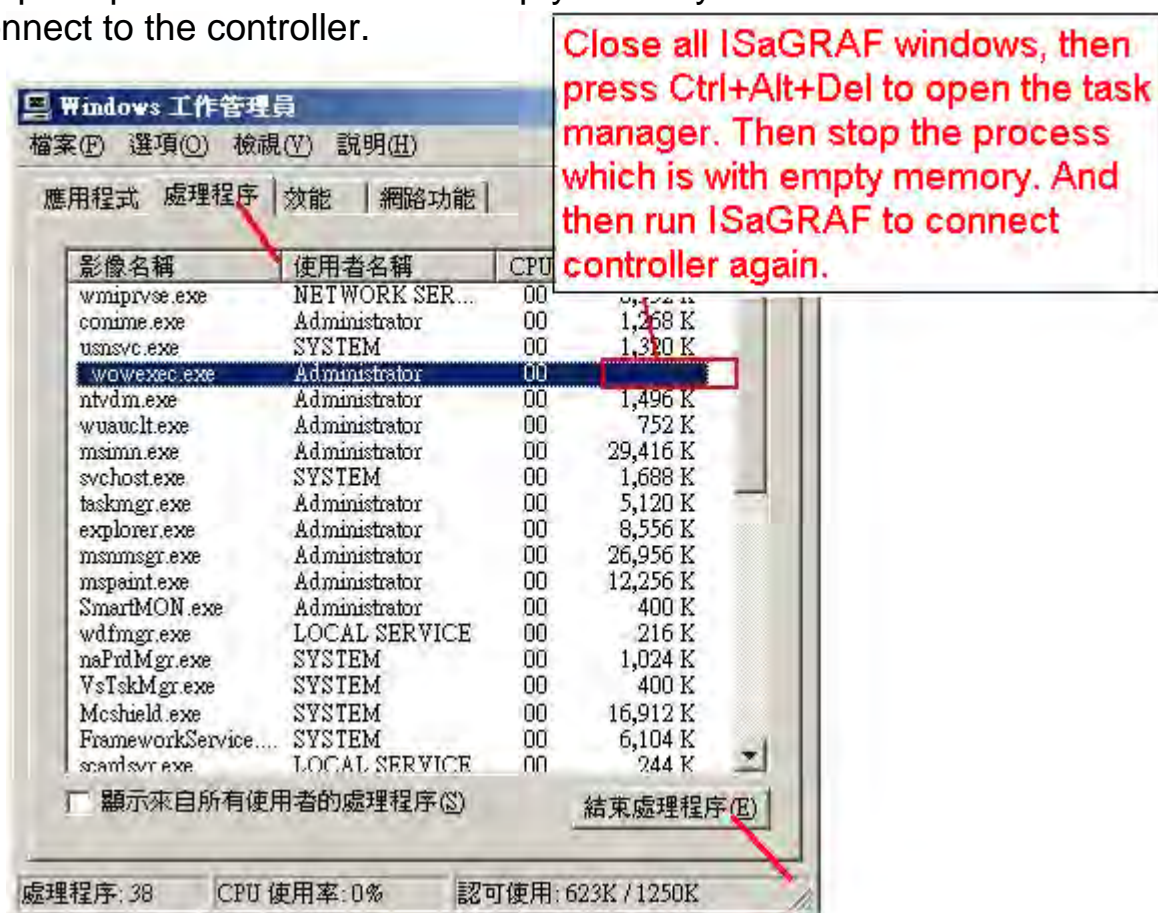 nnect to the controller.
Close all ISaGRAF windows, then
press Ctrl+Alt+Del to open the task
manager. Then stop the process
which is with empty memory. And
then run ISaGRAF to connect
controller again.
Windows 工作管理員
檔案(F) 選項(O) 檢視(V) 說明(H)
應用程式 處理程序 效能 網路功能
影像名稱 使用者名稱 CPU
wmiprvse.exe NETWORK SER... 00
conime.exe Administrator 00 1,268 K
usnsvc.exe SYSTEM 00 1,320 K
wowexec.exe Administrator 00
ntvdm.exe Administrator 00 1,496 K
wuauclt.exe Administrator 00 752 K
msimn.exe Administrator 00 29,416 K
svchost.exe SYSTEM 00 1,688 K
taskmgr.exe Administrator 00 5,120 K
explorer.exe Administrator 00 8,556 K
msnmsgr.exe Administrator 00 26,956 K
mspaint.exe Administrator 00 12,256 K
SmartMON.exe Administrator 00 400 K
wdfmgr.exe LOCAL SERVICE 00 216 K
naPrdMgr.exe SYSTEM 00 1,024 K
VsTskMgr.exe SYSTEM 00 400 K
Mcshield.exe SYSTEM 00 16,912 K
FrameworkService.... SYSTEM 00 6,104 K
scardsvr.exe LOCAL SERVICE 00 244 K
顯示來自所有使用者的處理程序(S) 結束處理程序(E)
處理程序: 38 CPU 使用率: 0% 認可使用: 623K / 1250K